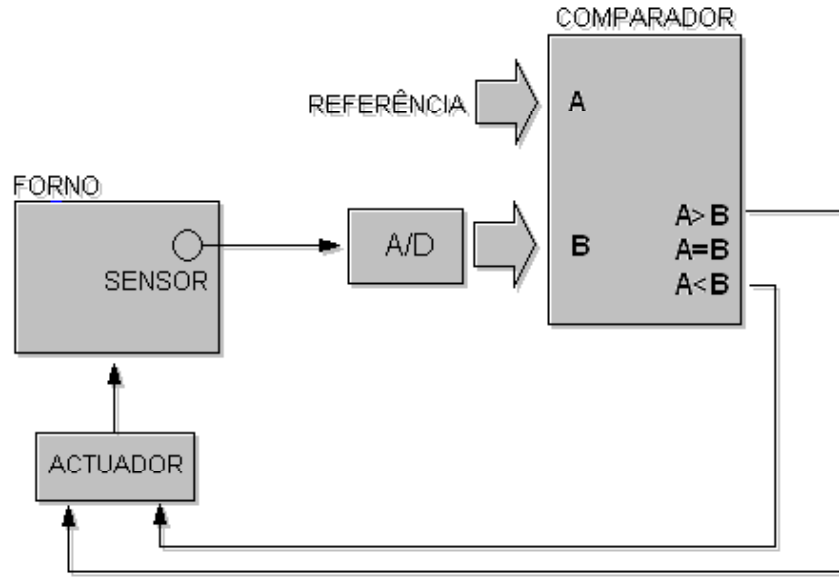 COMPARADOR
REFERÊNCIA
A
FORNO
SENSOR
A/D
B
A>B
A=B
A<B
ACTUADOR